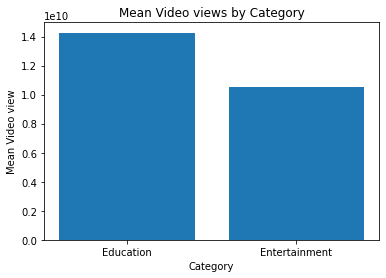 Mean Video views by Category
1e10
1.4
1.2
1.0
0.8
0.6
0.4
0.2
0.0
Mean Video view
Education Entertainment
Category